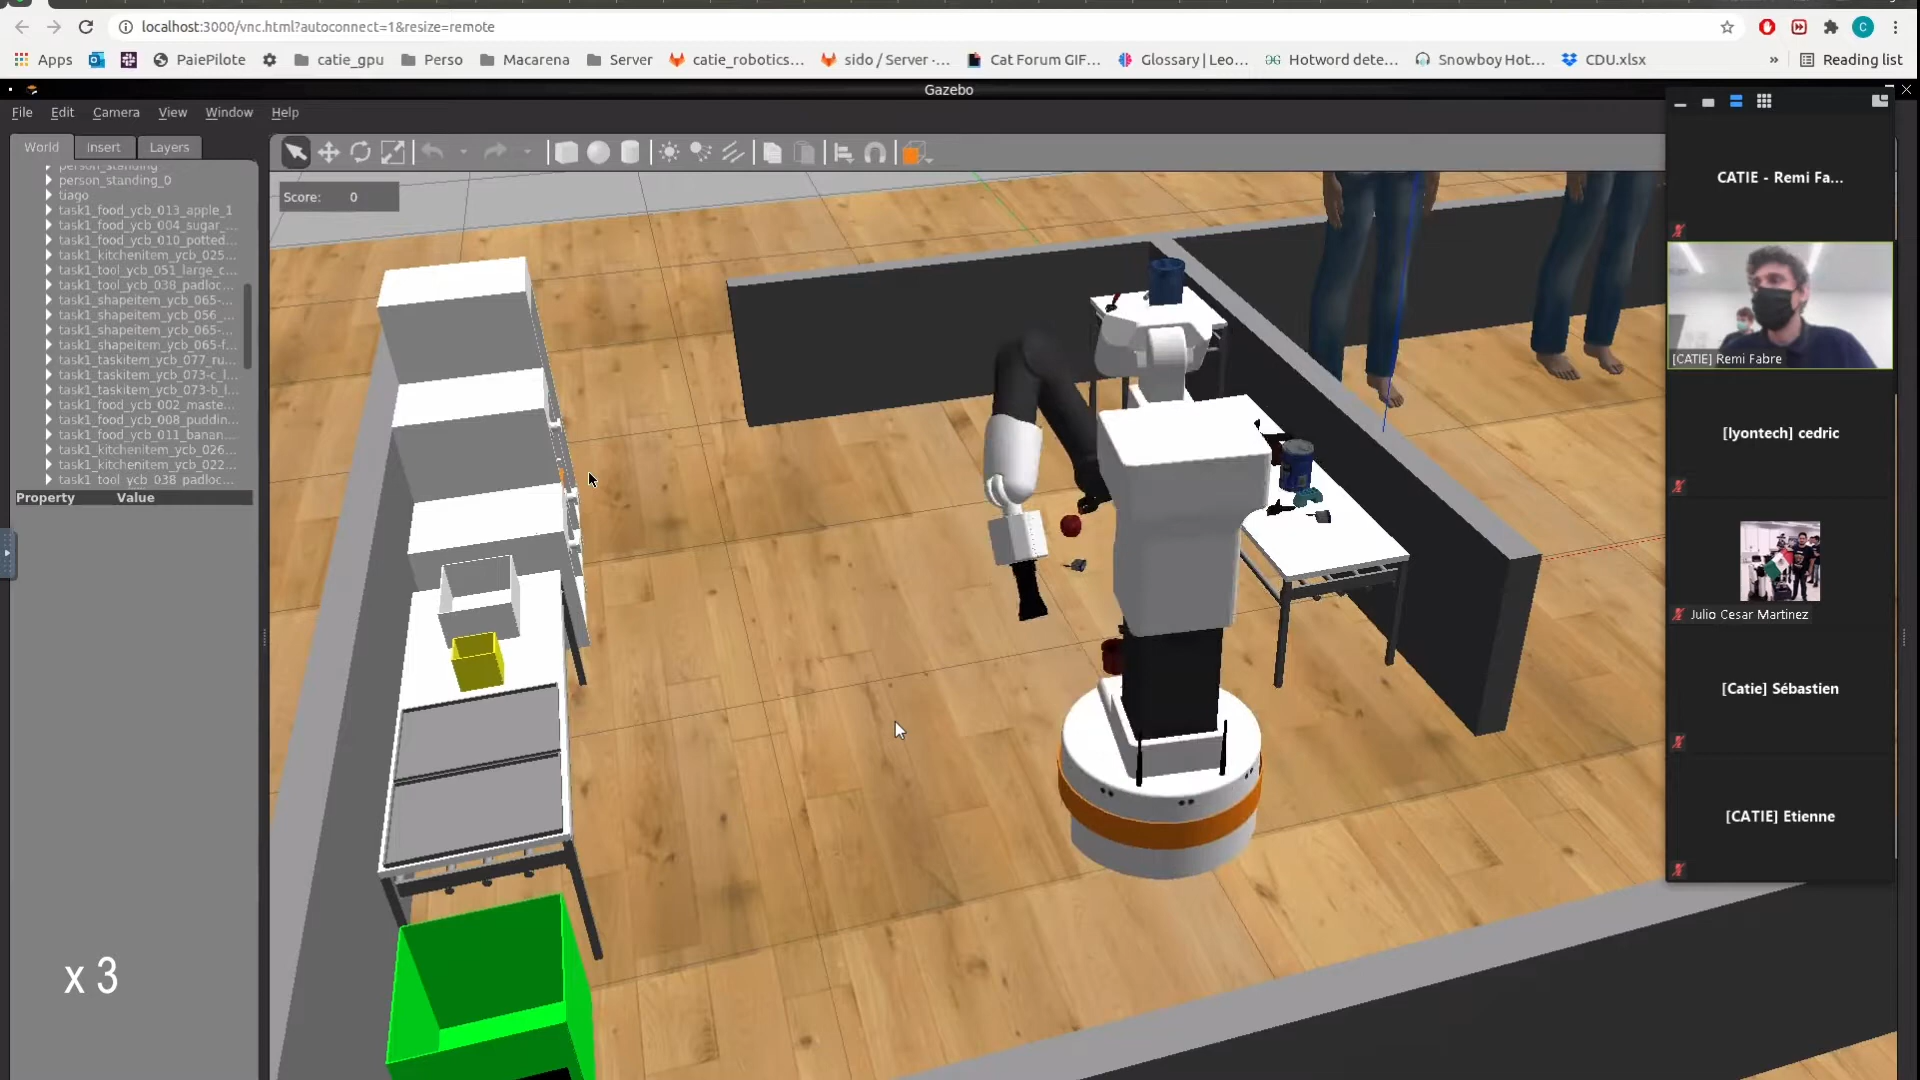 localhost:3000/vnc.html?autoconnect=1&resize=remote
C
Apps
PaiePilote
catie_gpu
Perso
Macarena
Server
catie_robotics...
sido / Server -...
Cat Forum GIF...
Glossary | Leo...
Hotword dete...
Snowboy Hot...
CDU.xlsx
»
Reading list
Gazebo
File Edit Camera View Window Help
World Insert Layers
person_standing
person_standing_0
tiago
task1_food_ycb_013_apple_1
task1_food_ycb_004_sugar_...
task1_food_ycb_010_potted...
task1_kitchenitem_ycb_025...
task1_tool_ycb_051_large_c...
task1_tool_ycb_038_padloc...
task1_shapeitem_ycb_065-...
task1_shapeitem_ycb_056_...
task1_shapeitem_ycb_065-...
task1_shapeitem_ycb_065-f...
task1_taskitem_ycb_077_ru...
task1_taskitem_ycb_073-c_l...
task1_taskitem_ycb_073-b_l...
task1_food_ycb_002_maste...
task1_food_ycb_008_puddin...
task1_food_ycb_011_banan...
task1_kitchenitem_ycb_026...
task1_kitchenitem_ycb_022...
task1_tool_ycb_038_padloc...
Property Value
Score: 0
CATIE - Remi Fa...
[CATIE] Remi Fabre
[lyontech] cedric
Julio Cesar Martinez
[Catie] Sébastien
[CATIE] Etienne
x 3